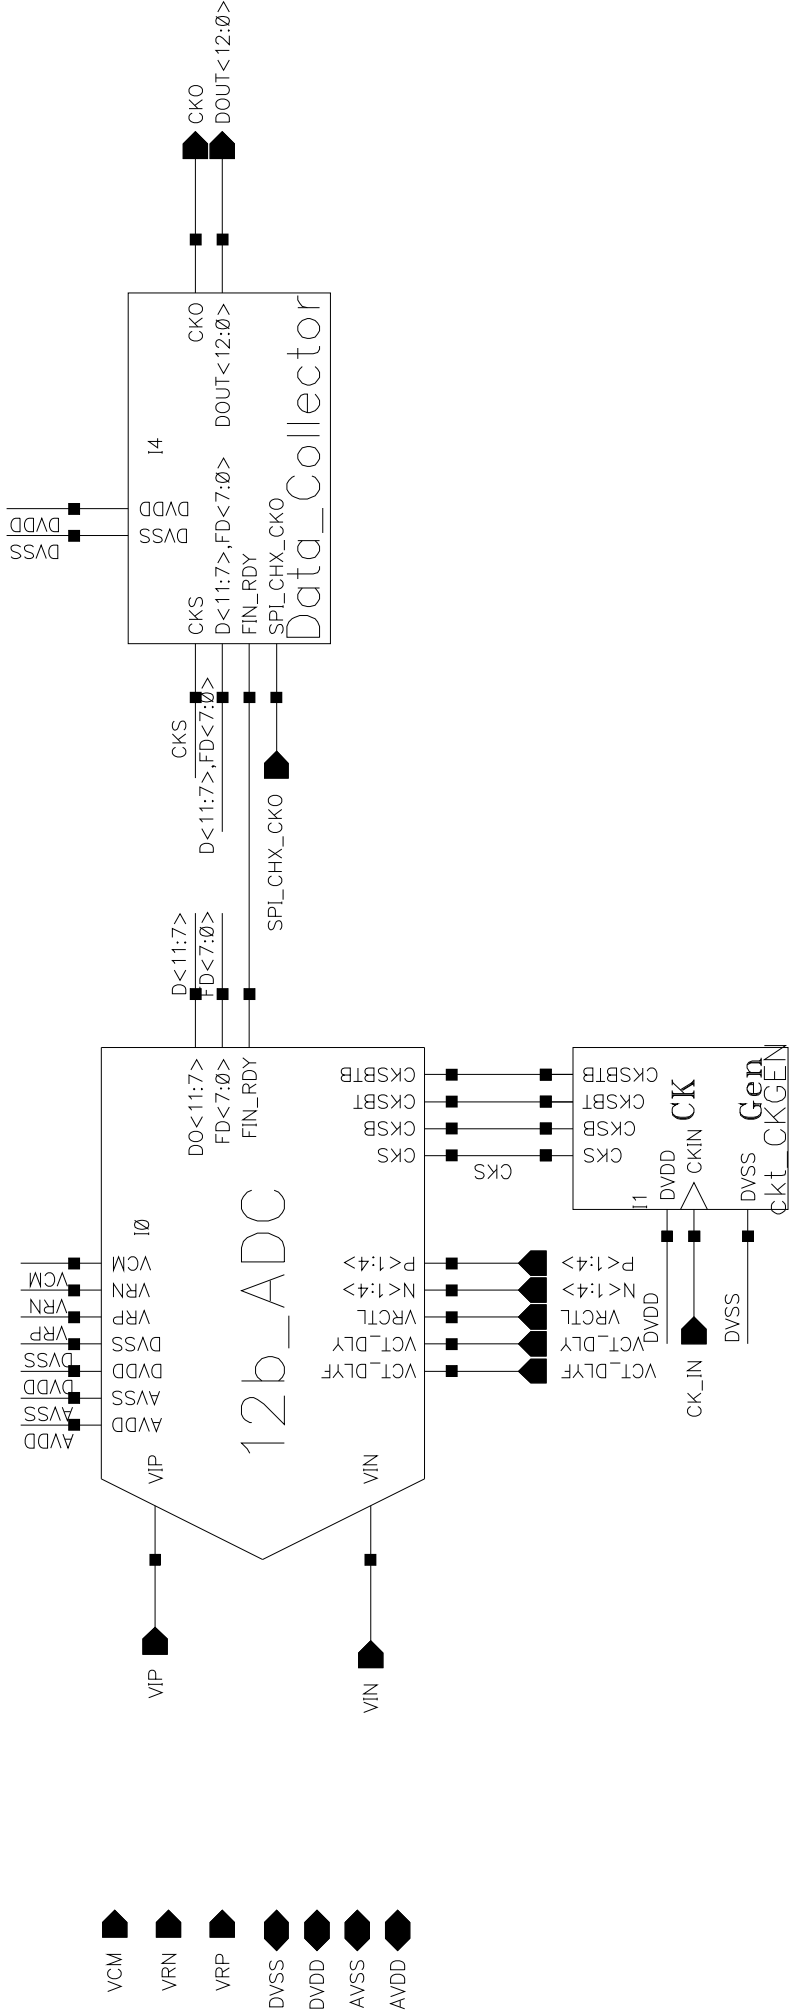 CKO
DOUT<12:0>
CKO
DOUT<12:0>
I4
DVDD
DVSS
DVDD
DVSS
CKS
D<11:7>,FD<7:0>
FIN_RDY
SPI_CHX_CKO
Data_Collector
CKS
D<11:7>,FD<7:0>
SPI_CHX_CKO
D<11:7>
FD<7:0>
DO<11:7>
FD<7:0>
FIN_RDY
CKSBTB
CKSBT
CKSB
CKS
CKS
CKSBTB
CKSBT
CKSB
CKS
CK
Gen
ckt_CKGEN
I1
DVDD
CKIN
DVSS
DVDD
CK_IN
DVSS
I0
12b_ADC
VCM
VRN
VRP
DVSS
DVDD
AVSS
AVDD
VCM
VRN
VRP
DVSS
DVDD
AVSS
AVDD
P<1:4>
N<1:4>
VRCTL
VCT_DLY
VCT_DLYF
P<1:4>
N<1:4>
VRCTL
VCT_DLY
VCT_DLYF
VIP
VIN
VIP
VIN
VCM
VRN
VRP
DVSS
DVDD
AVSS
AVDD